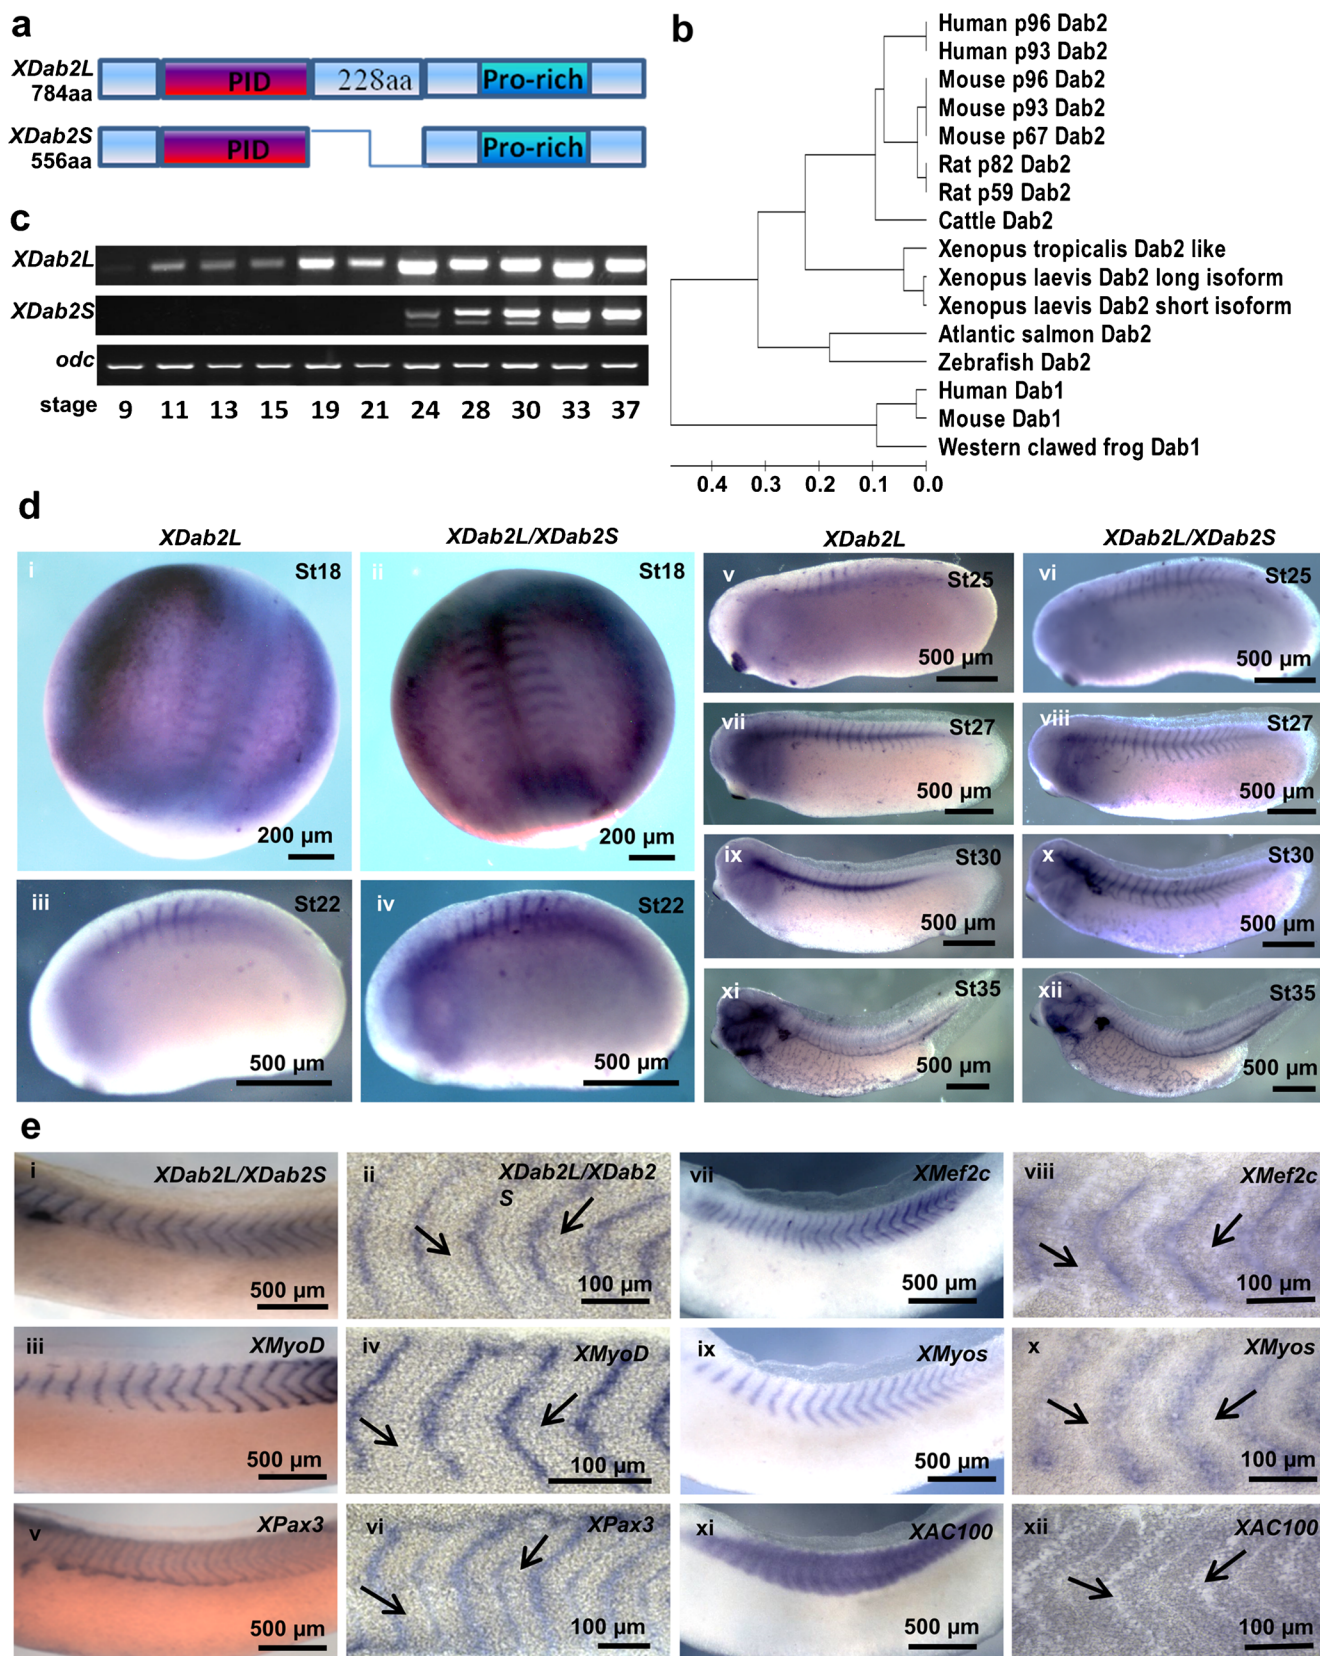 a
XDab2L
784aa
PID
228aa
Pro-rich
XDab2S
556aa
PID
Pro-rich
b
Human p96 Dab2
Human p93 Dab2
Mouse p96 Dab2
Mouse p93 Dab2
Mouse p67 Dab2
Rat p82 Dab2
Rat p59 Dab2
Cattle Dab2
Xenopus tropicalis Dab2 like
Xenopus laevis Dab2 long isoform
Xenopus laevis Dab2 short isoform
Atlantic salmon Dab2
Zebrafish Dab2
Human Dab1
Mouse Dab1
Western clawed frog Dab1
0.4 0.3 0.2 0.1 0.0
c
XDab2L
XDab2S
odc
stage 9 11 13 15 19 21 24 28 30 33 37
d
XDab2L
XDab2L/XDab2S
XDab2L
XDab2L/XDab2S
i
St18
200 µm
ii
St18
200 µm
iii
St22
500 µm
iv
St22
500 µm
v
St25
500 µm
vi
St25
500 µm
vii
St27
500 µm
viii
St27
500 µm
ix
St30
500 µm
x
St30
500 µm
xi
St35
500 µm
xii
St35
500 µm
e
i
XDab2L/XDab2S
500 µm
ii
XDab2L/XDab2
S
100 µm
iii
XMyoD
500 µm
iv
XMyoD
100 µm
v
XPax3
500 µm
vi
XPax3
100 µm
vii
XMef2c
500 µm
viii
XMef2c
100 µm
ix
XMyos
500 µm
x
XMyos
100 µm
xi
XAC100
500 µm
xii
XAC100
100 µm